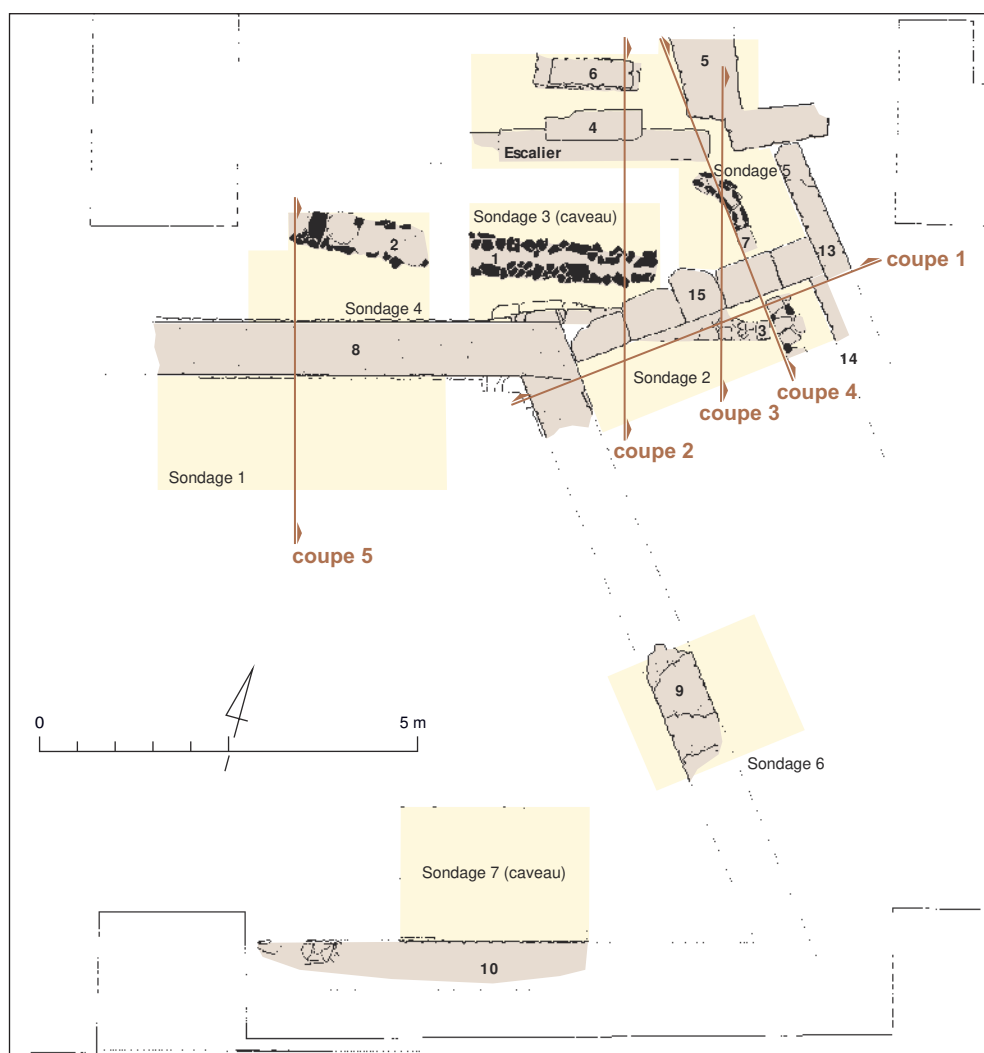 5
6
4
Escalier
Sondage 5
2
Sondage 3 (caveau)
1
7
13
coupe 1
15
Sondage 4
8
3
14
Sondage 2
coupe 4
coupe 3
coupe 2
Sondage 1
coupe 5
9
0
5 m
Sondage 6
Sondage 7 (caveau)
10